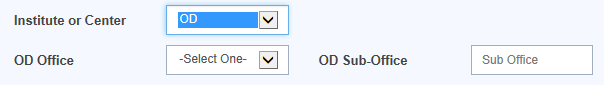 Institute or Center OD
OD Office -Select One- OD Sub-Office Sub Office